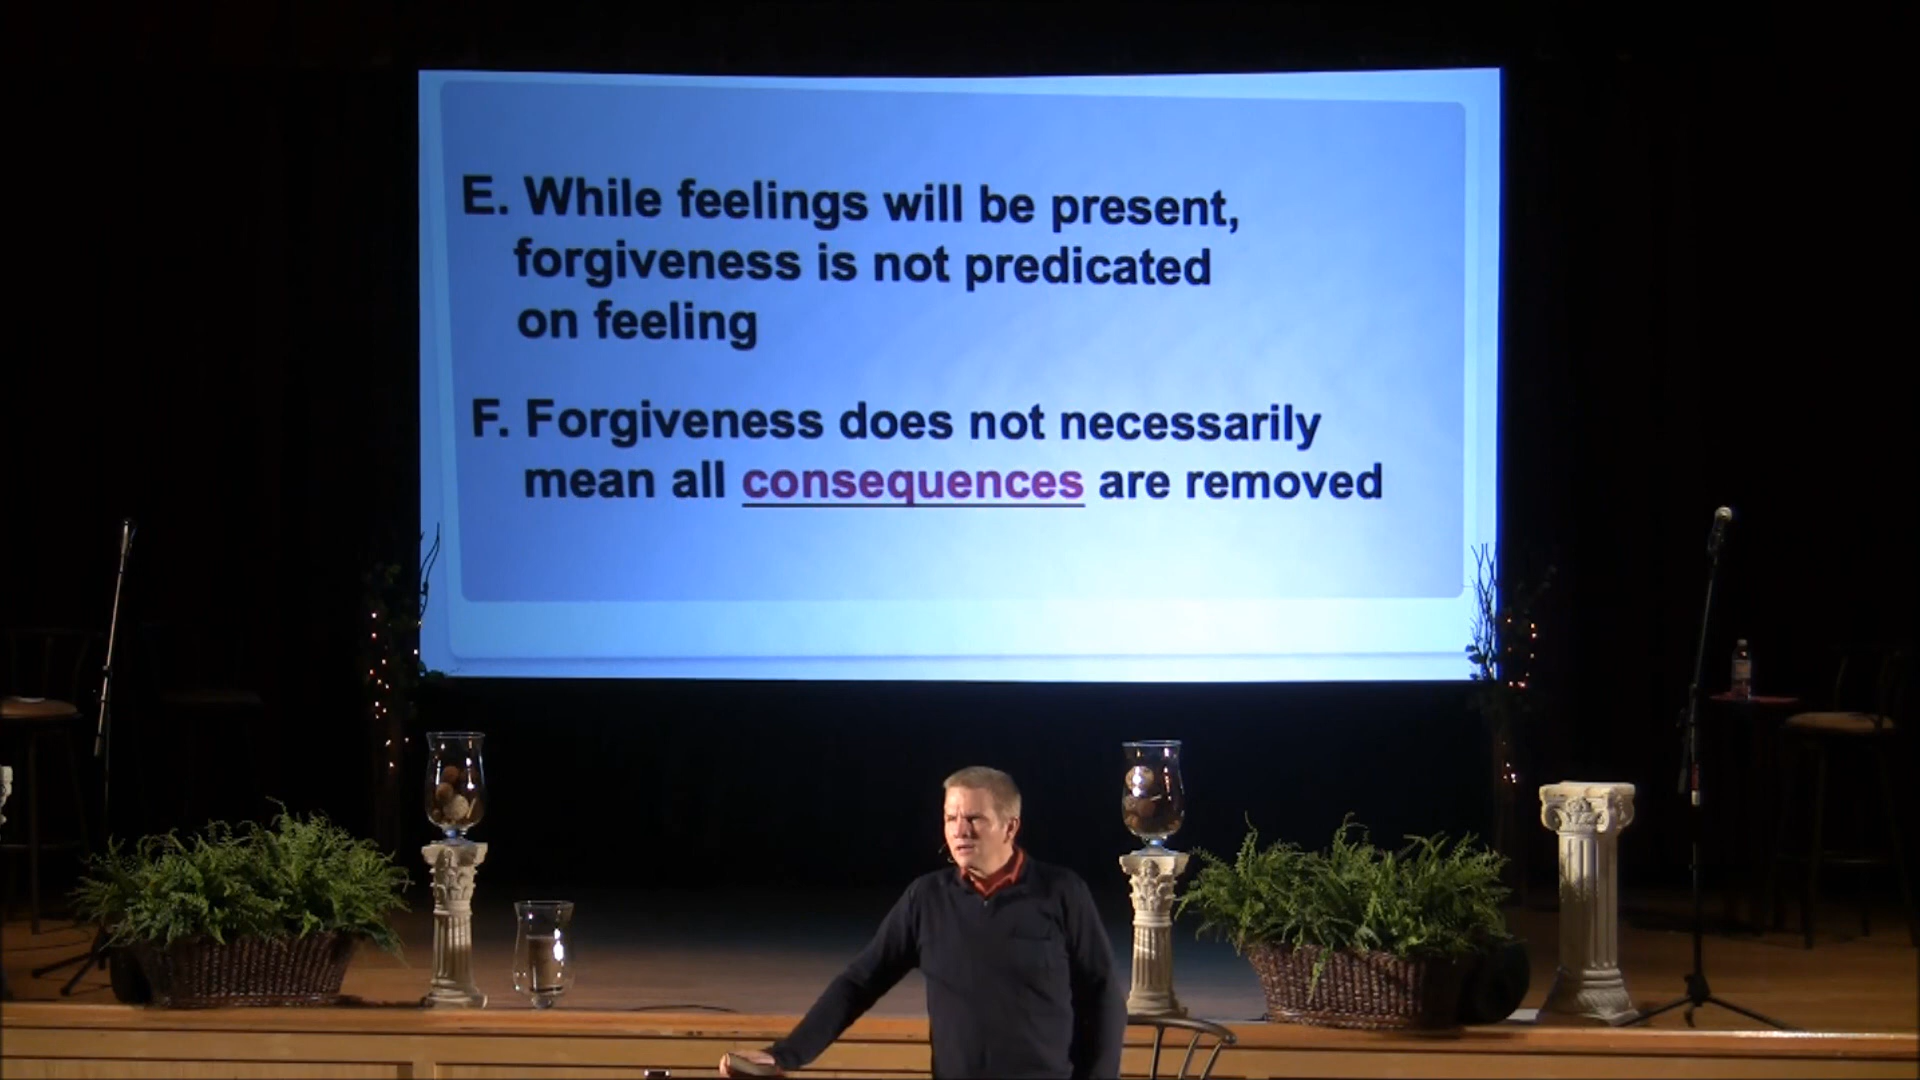 E. While feelings will be present,
forgiveness is not predicated
on feeling
F. Forgiveness does not necessarily
mean all consequences are removed